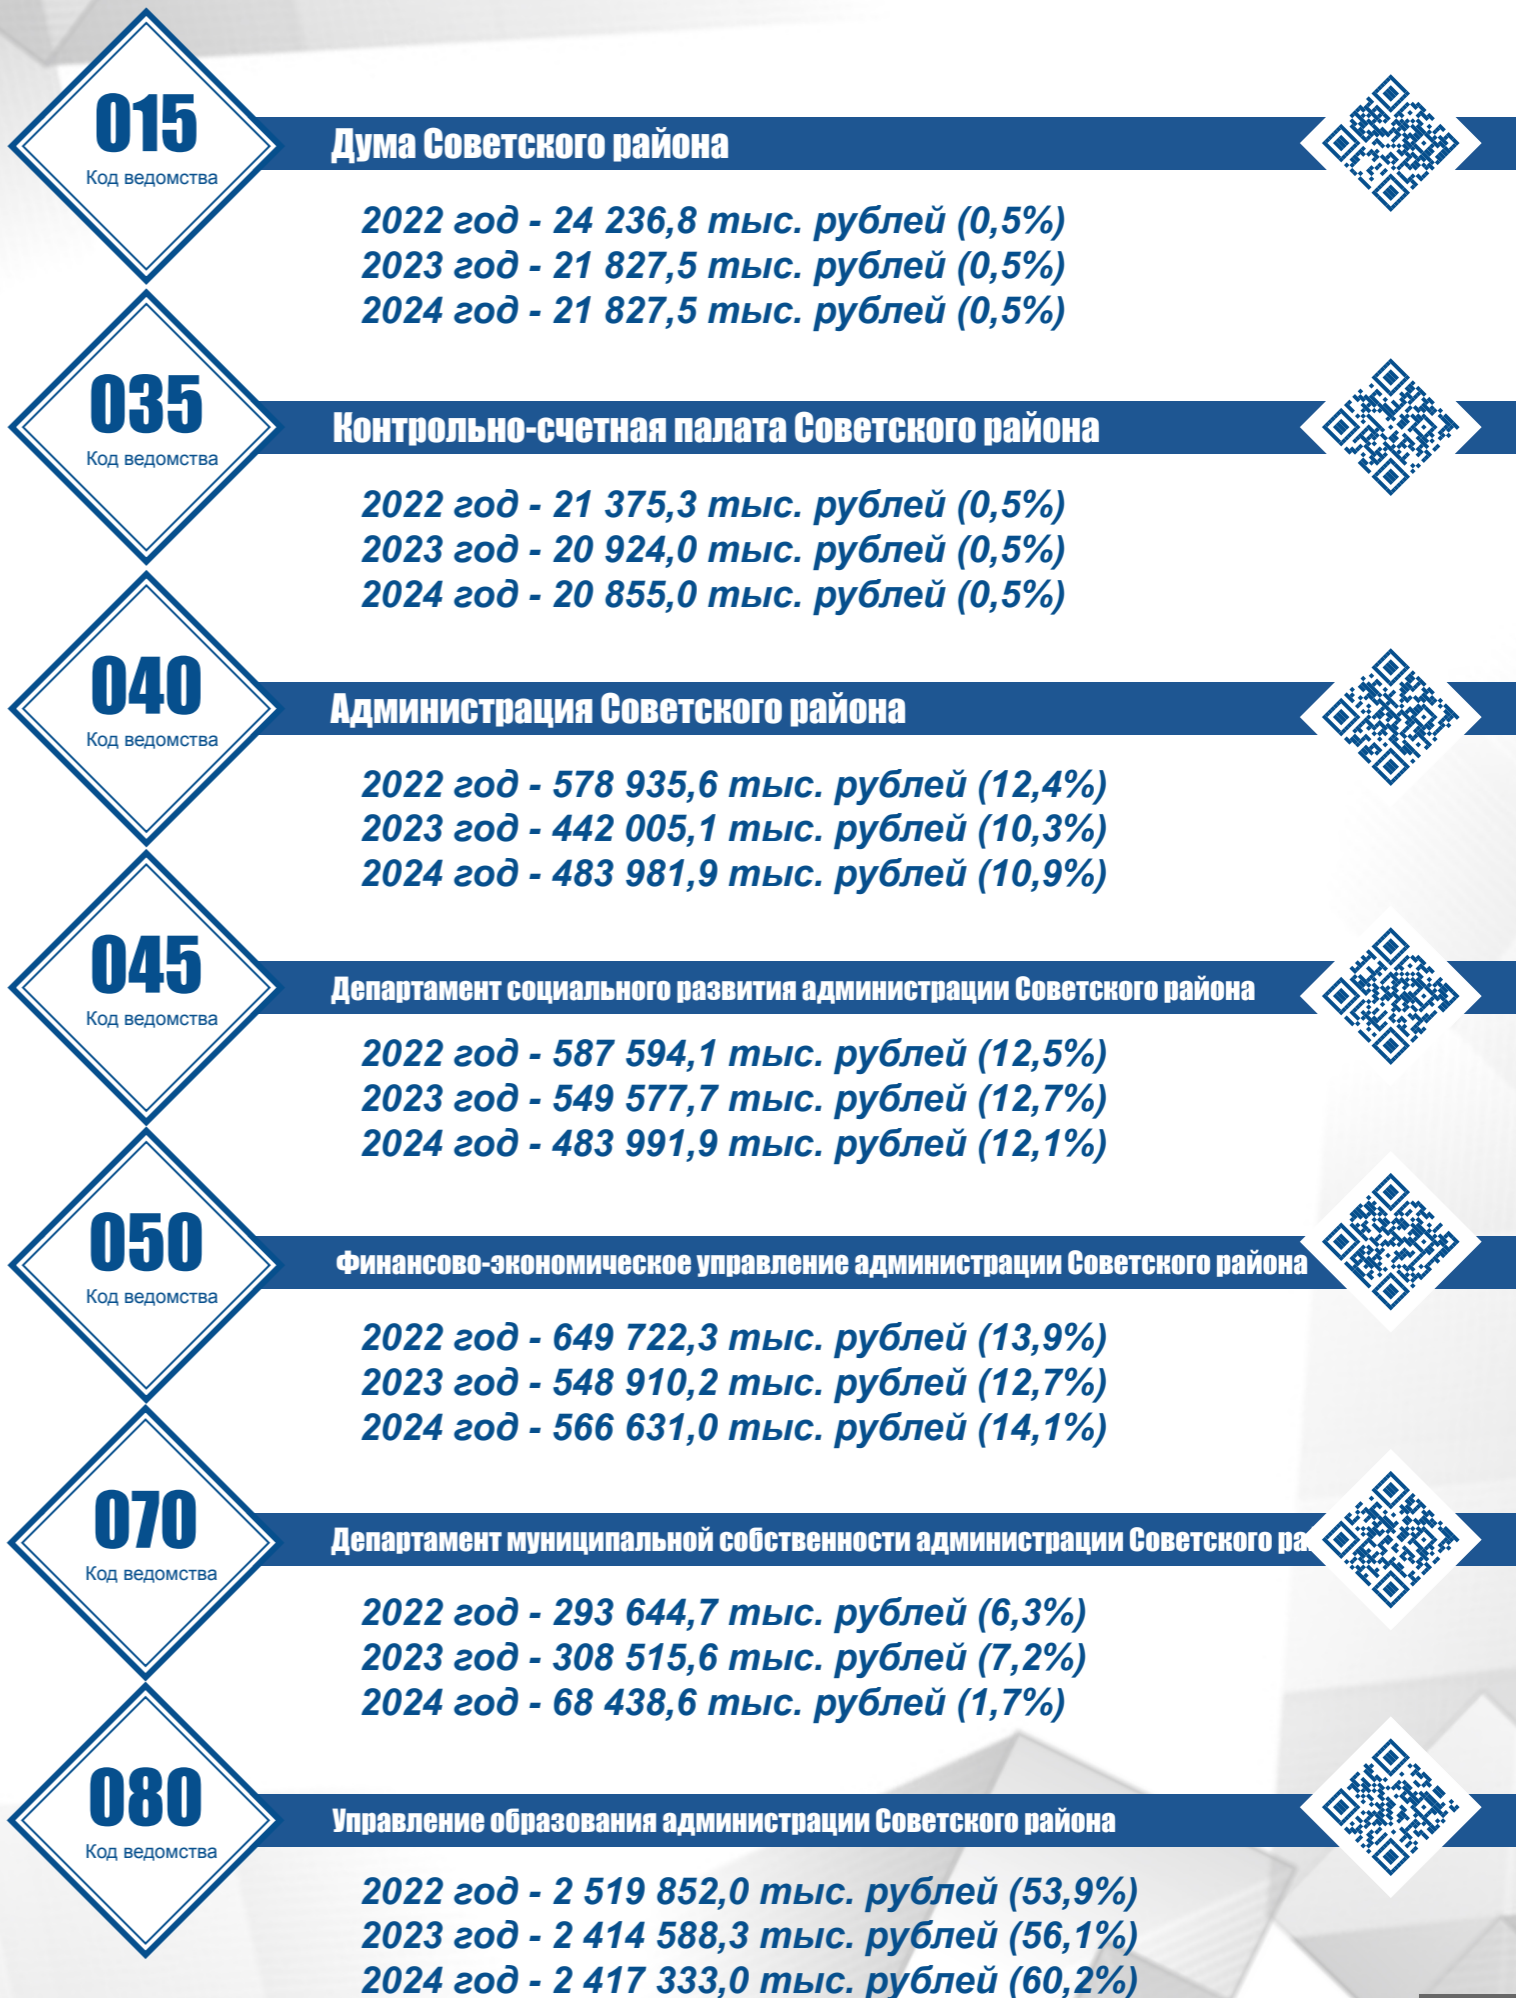 015
Код ведомства
Дума Советского района
2022 год - 24 236,8 тыс. рублей (0,5%)
2023 год - 21 827,5 тыс. рублей (0,5%)
2024 год - 21 827,5 тыс. рублей (0,5%)
035
Код ведомства
Контрольно-счетная палата Советского района
2022 год - 21 375,3 тыс. рублей (0,5%)
2023 год - 20 924,0 тыс. рублей (0,5%)
2024 год - 20 855,0 тыс. рублей (0,5%)
040
Код ведомства
Администрация Советского района
2022 год - 578 935,6 тыс. рублей (12,4%)
2023 год - 442 005,1 тыс. рублей (10,3%)
2024 год - 483 981,9 тыс. рублей (10,9%)
045
Код ведомства
Департамент социального развития администрации Советского района
2022 год - 587 594,1 тыс. рублей (12,5%)
2023 год - 549 577,7 тыс. рублей (12,7%)
2024 год - 483 991,9 тыс. рублей (12,1%)
050
Код ведомства
Финансово-экономическое управление администрации Советского района
2022 год - 649 722,3 тыс. рублей (13,9%)
2023 год - 548 910,2 тыс. рублей (12,7%)
2024 год - 566 631,0 тыс. рублей (14,1%)
070
Код ведомства
Департамент муниципальной собственности администрации Советского ра
2022 год - 293 644,7 тыс. рублей (6,3%)
2023 год - 308 515,6 тыс. рублей (7,2%)
2024 год - 68 438,6 тыс. рублей (1,7%)
080
Код ведомства
Управление образования администрации Советского района
2022 год - 2 519 852,0 тыс. рублей (53,9%)
2023 год - 2 414 588,3 тыс. рублей (56,1%)
2024 год - 2 417 333,0 тыс. рублей (60,2%)